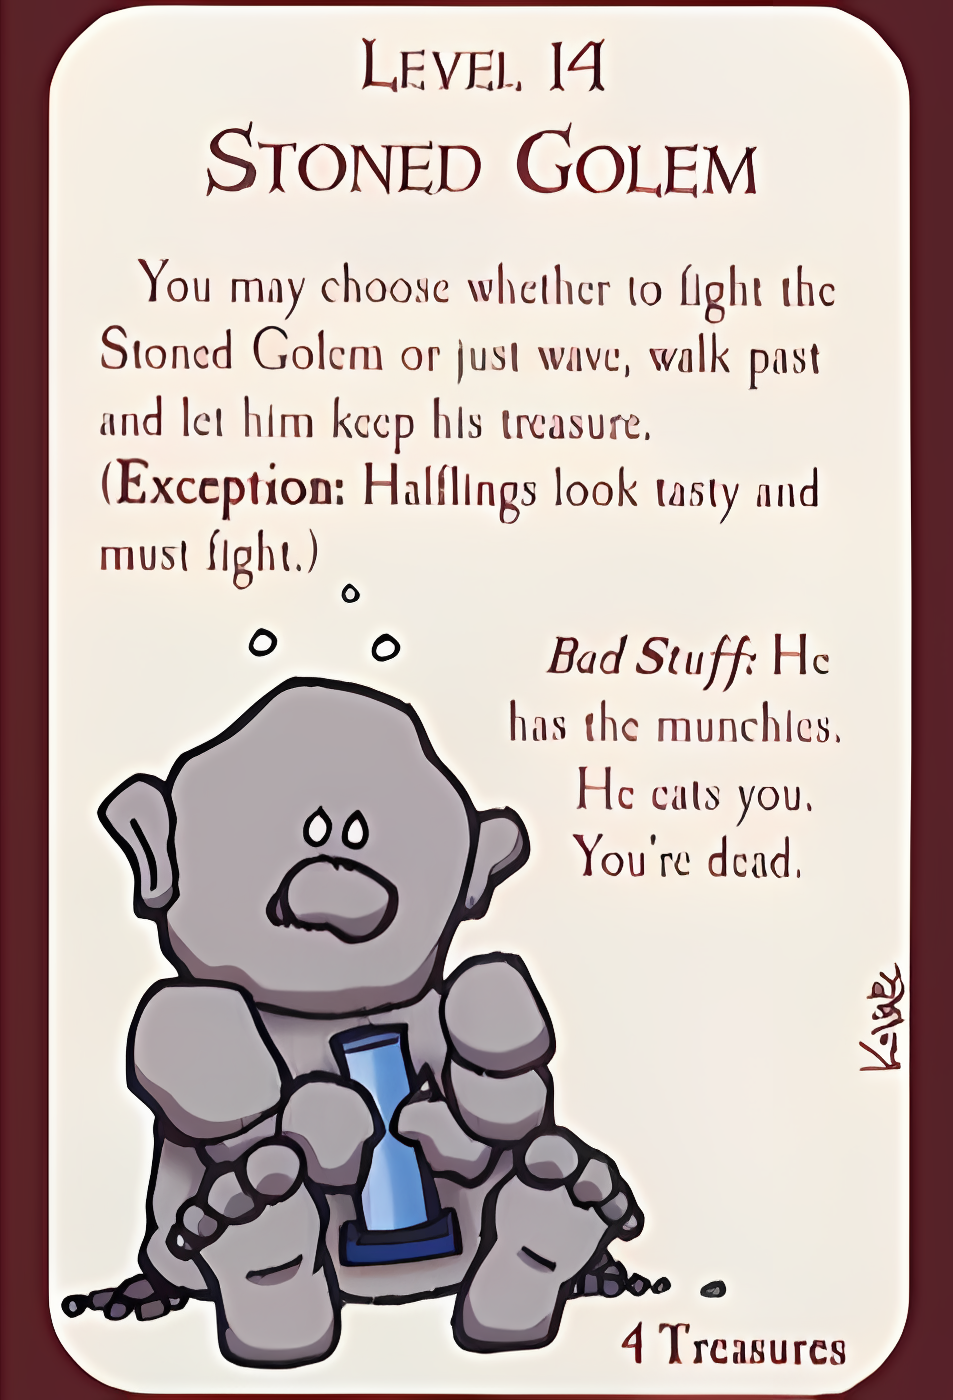 LEVEL 14
STONED GOLEM
You may choose whether to fight the
Stoned Golem or just wave, walk past
and let him keep his treasure.
(Exception: Halflings look tasty and
must fight.)
Bad Stuff: He
has the munchies.
He eats you.
You're dead.
4 Treasures